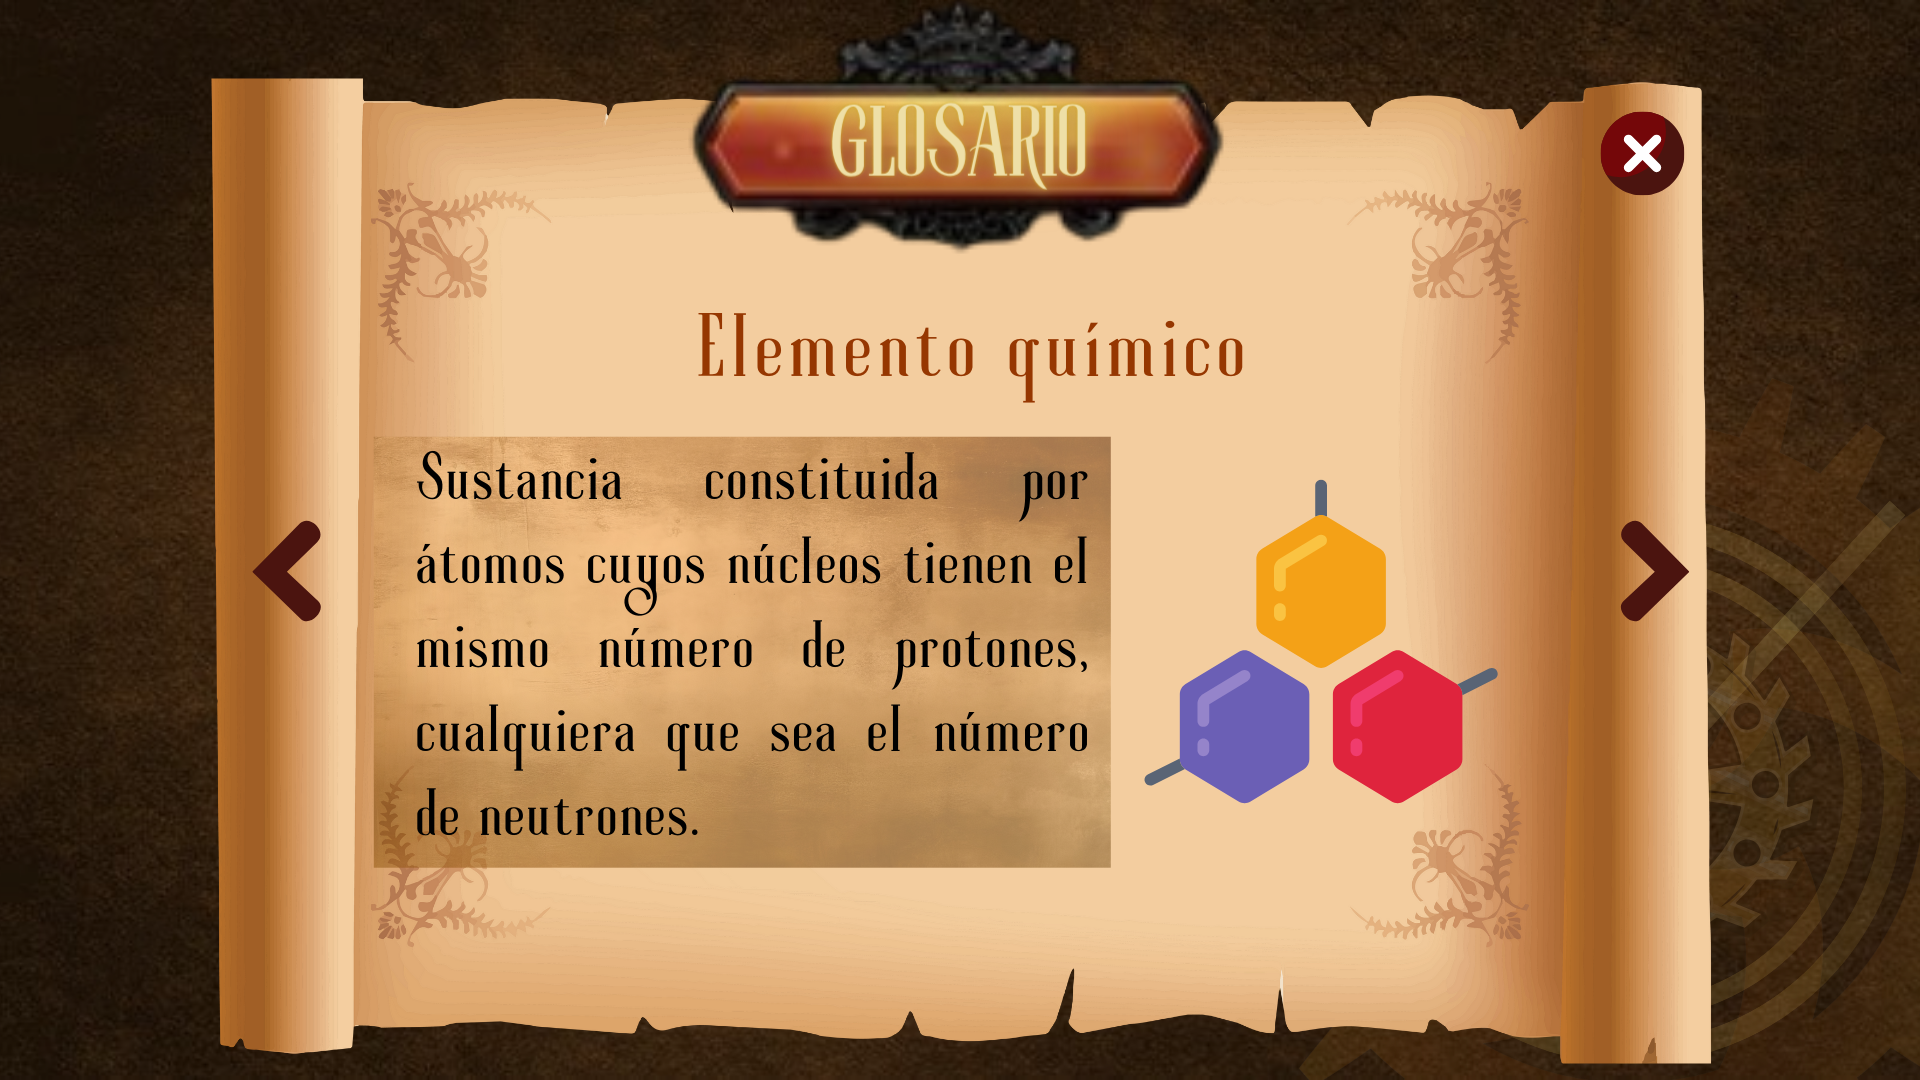 GLOSARIO
Elemento químico
Sustancia constituida por
átomos cuyos núcleos tienen el
mismo número de protones,
cualquiera que sea el número
de neutrones.